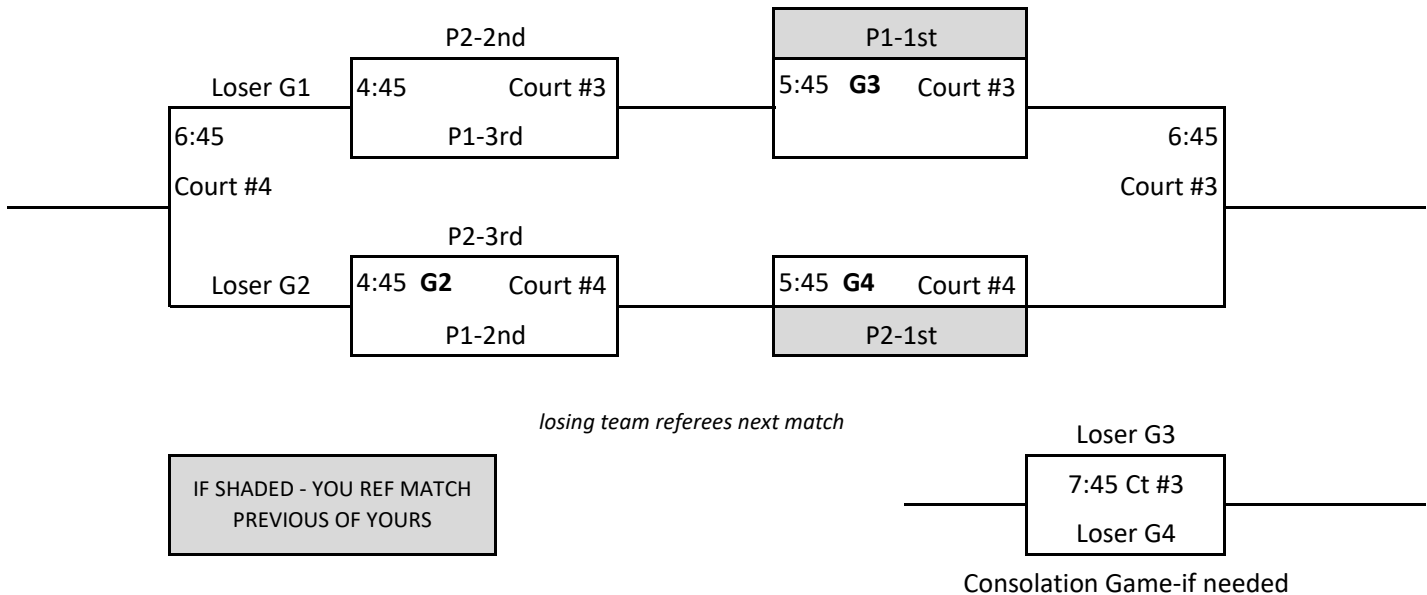 P2-2nd P1-1st
Loser G1 4:45 Court #3 5:45 G3 Court #3
6:45 P1-3rd 6:45
Court #4 Court #3
P2-3rd
Loser G2 4:45 G2 Court #4 5:45 G4 Court #4
P1-2nd P2-1st
losing team referees next match
Loser G3
IF SHADED - YOU REF MATCH 7:45 Ct #3
PREVIOUS OF YOURS
Loser G4
Consolation Game-if needed